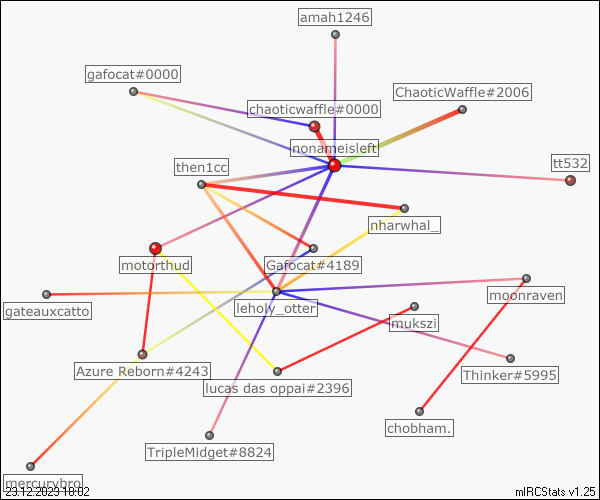 amah1246
gafocat#0000
ChaoticWaffle#2006
chaoticwaffle#0000
nonameisleft
tt532
then1cc
nharwhal_
motorthud
Gafocat#4189
moonraven
gateauxcatto
leholy_otter
mukszi
Azure Reborn#4243
lucas das oppai#2396
Thinker#5995
chobham.
TripleMidget#8824
mercurybro
23.12.2023 18:02
mIRCStats v1.25